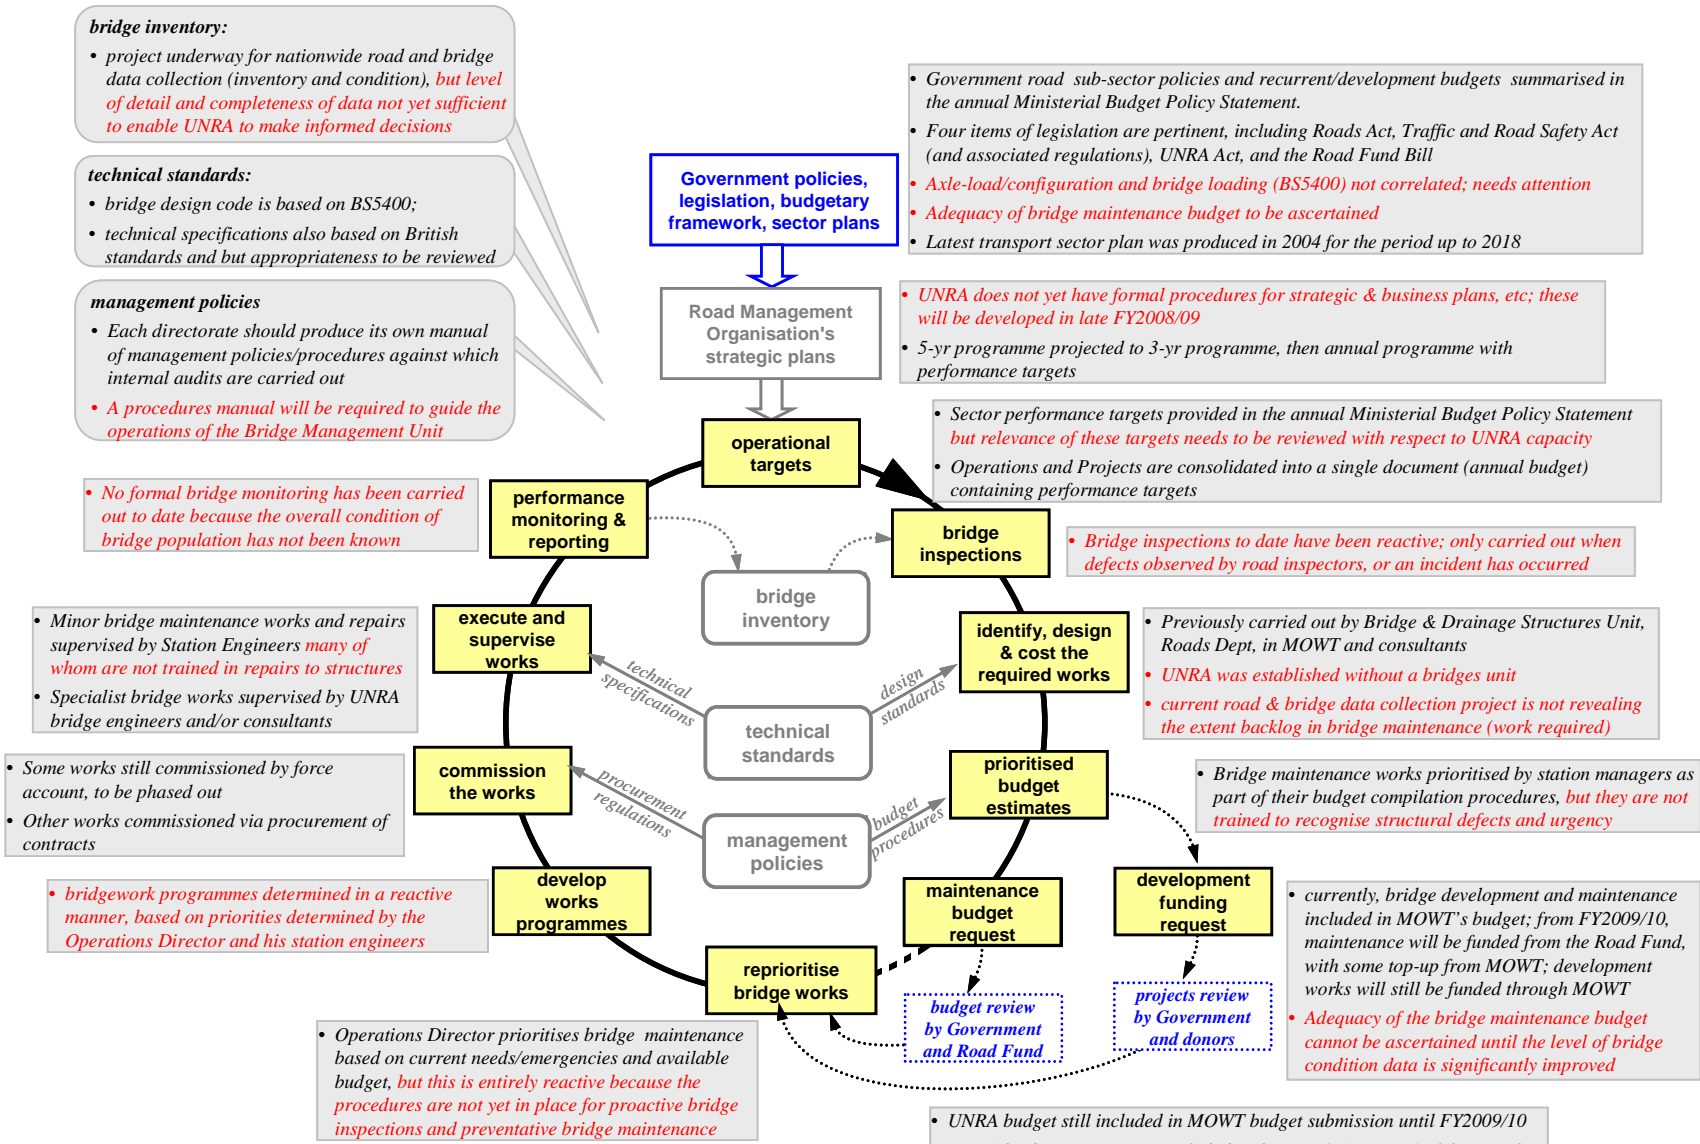 bridge inventory:
• project underway for nationwide road and bridge
data collection (inventory and condition), but level
of detail and completeness of data not yet sufficient
to enable UNRA to make informed decisions
technical standards:
• bridge design code is based on BS5400;
• technical specifications also based on British
standards and but appropriateness to be reviewed
management policies
• Each directorate should produce its own manual
of management policies/procedures against which
internal audits are carried out
• A procedures manual will be required to guide the
operations of the Bridge Management Unit
Government policies,
legislation, budgetary
framework, sector plans
• Government road sub-sector policies and recurrent/development budgets summarised in
the annual Ministerial Budget Policy Statement.
• Four items of legislation are pertinent, including Roads Act, Traffic and Road Safety Act
(and associated regulations), UNRA Act, and the Road Fund Bill
• Axle-load/configuration and bridge loading (BS5400) not correlated; needs attention
• Adequacy of bridge maintenance budget to be ascertained
• Latest transport sector plan was produced in 2004 for the period up to 2018
Road Management
Organisation's
strategic plans
• UNRA does not yet have formal procedures for strategic & business plans, etc; these
will be developed in late FY2008/09
• 5-yr programme projected to 3-yr programme, then annual programme with
performance targets
operational
targets
• Sector performance targets provided in the annual Ministerial Budget Policy Statement
but relevance of these targets needs to be reviewed with respect to UNRA capacity
• Operations and Projects are consolidated into a single document (annual budget)
containing performance targets
• No formal bridge monitoring has been carried
out to date because the overall condition of
bridge population has not been known
performance
monitoring &
reporting
bridge
inspections
• Bridge inspections to date have been reactive; only carried out when
defects observed by road inspectors, or an incident has occurred
bridge
inventory
• Minor bridge maintenance works and repairs
supervised by Station Engineers many of
whom are not trained in repairs to structures
• Specialist bridge works supervised by UNRA
bridge engineers and/or consultants
execute and
supervise
works
technical
specifications
design
standards
identify, design
& cost the
required works
• Previously carried out by Bridge & Drainage Structures Unit,
Roads Dept, in MOWT and consultants
• UNRA was established without a bridges unit
• current road & bridge data collection project is not revealing
the extent backlog in bridge maintenance (work required)
technical
standards
• Some works still commissioned by force
account, to be phased out
• Other works commissioned via procurement of
contracts
commission
the works
procurement
regulations
budget
procedures
prioritised
budget
estimates
• Bridge maintenance works prioritised by station managers as
part of their budget compilation procedures, but they are not
trained to recognise structural defects and urgency
management
policies
• bridgework programmes determined in a reactive
manner, based on priorities determined by the
Operations Director and his station engineers
develop
works
programmes
maintenance
budget
request
development
funding
request
• currently, bridge development and maintenance
included in MOWT's budget; from FY2009/10,
maintenance will be funded from the Road Fund,
with some top-up from MOWT; development
works will still be funded through MOWT
• Adequacy of the bridge maintenance budget
cannot be ascertained until the level of bridge
condition data is significantly improved
reprioritise
bridge works
budget review
by Government
and Road Fund
projects review
by Government
and donors
• Operations Director prioritises bridge maintenance
based on current needs/emergencies and available
budget, but this is entirely reactive because the
procedures are not yet in place for proactive bridge
inspections and preventative bridge maintenance
• UNRA budget still included in MOWT budget submission until FY2009/10